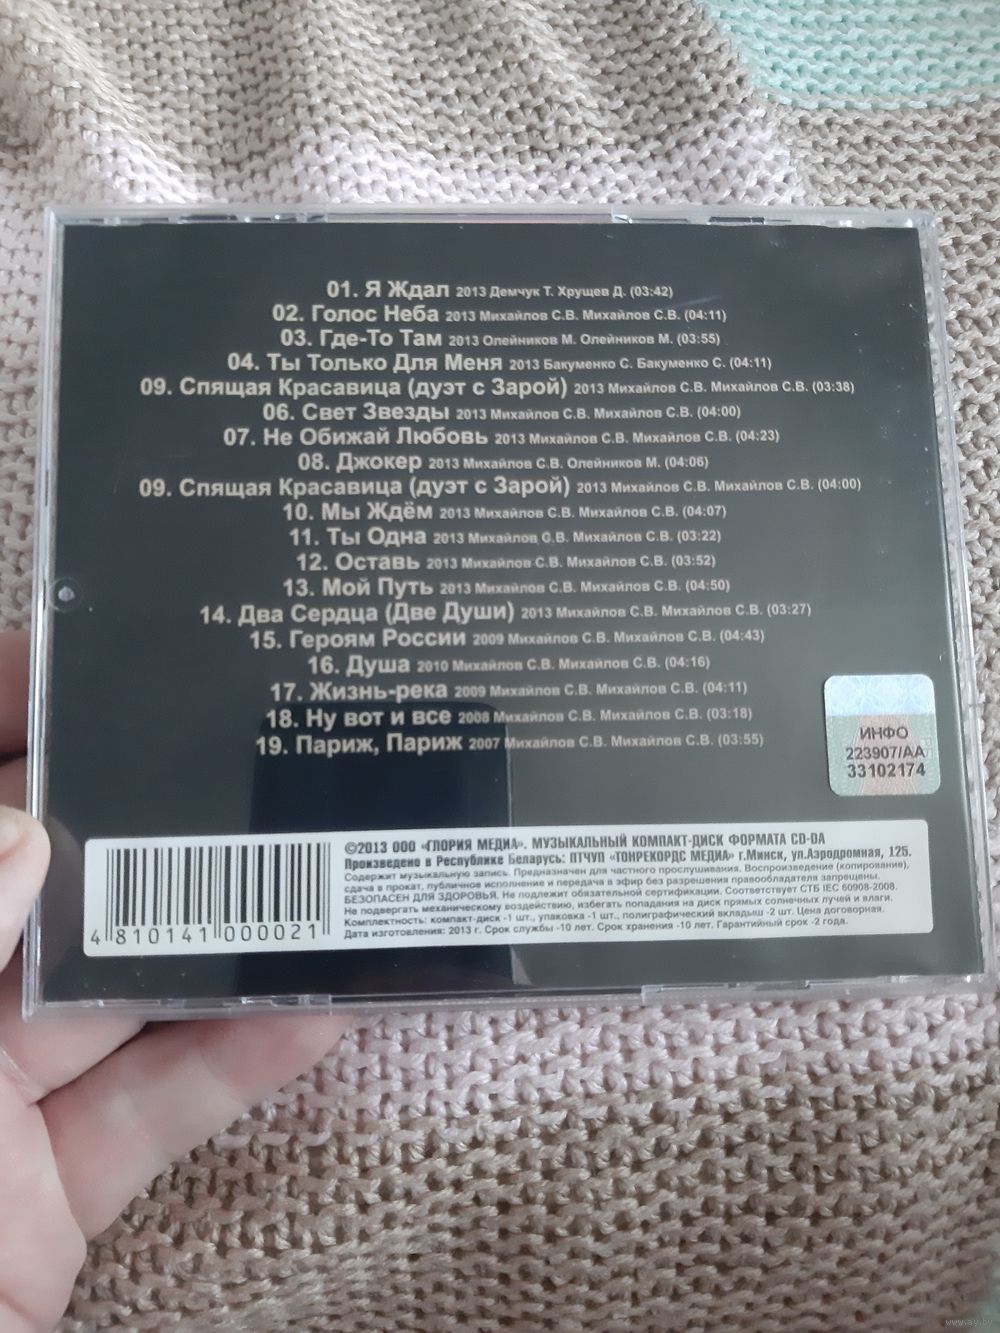 01. Я Ждал 2013 Демчук Т. Хрущев Д. (03:42)
02. Голос Неба 2013 Михайлов С.В. Михайлов С.В. (04:11)
03. Где-То Там 2013 Олейников М. Олейников М. (03:55)
04. Ты Только Для Меня 2013 Бакуменко С. Бакуменко С. (04:11)
09. Спящая Красавица (дуэт с Зарой) 2013 Михайлов С.В. Михайлов С.В. (03:38)
06. Свет Звезды 2013 Михайлов С.В. Михайлов С.В. (04:00)
07. Не Обижай Любовь 2013 Михайлов С.В. Михайлов С.В. (04:23)
08. Джокер 2013 Михайлов С.В. Олейников М. (04:06)
09. Спящая Красавица (дуэт с Зарой) 2013 Михайлов С.В. Михайлов С.В. (04:00)
10. Мы Ждём 2013 Михайлов С.В. Михайлов С.В. (04:07)
11. Ты Одна 2013 Михайлов С.В. Михайлов С.В. (03:22)
12. Оставь 2013 Михайлов С.В. Михайлов С.В. (03:52)
13. Мой Путь 2013 Михайлов С.В. Михайлов С.В. (04:50)
14. Два Сердца (Две Души) 2013 Михайлов С.В. Михайлов С.В. (03:27)
15. Героям России 2009 Михайлов С.В. Михайлов С.В. (04:43)
16. Душа 2010 Михайлов С.В. Михайлов С.В. (04:16)
17. Жизнь-река 2009 Михайлов С.В. Михайлов С.В. (04:11)
18. Ну вот и все 2008 Михайлов С.В. Михайлов С.В. (03:18)
19. Париж, Париж 2007 Михайлов С.В. Михайлов С.В. (03:55)
ИНФО
223907/АА
33102174
©2013 ООО «ГЛОРИЯ МЕДИА». МУЗЫКАЛЬНЫЙ КОМПАКТ-ДИСК ФОРМАТА CD-DA
Произведено в Республике Беларусь: ПТЧУП «ТОНРЕКОРДС МЕДИА» г.Минск, ул.Аэродромная, 125.
Содержит музыкальную запись. Предназначен для частного прослушивания. Воспроизведение (копирование),
сдача в прокат, публичное исполнение и передача в эфир без разрешения правообладателя запрещены.
БЕЗОПАСЕН ДЛЯ ЗДОРОВЬЯ. Не подлежит обязательной сертификации. Соответствует СТБ IEC 60908-2008.
Не подвергать механическому воздействию, избегать попадания на диск прямых солнечных лучей и влаги.
Комплектность: компакт-диск -1 шт., упаковка -1 шт., полиграфический вкладыш -2 шт. Цена договорная.
Дата изготовления: 2013 г. Срок службы -10 лет. Срок хранения -10 лет. Гарантийный срок -2 года.
4 810141 000021
www.ay.by